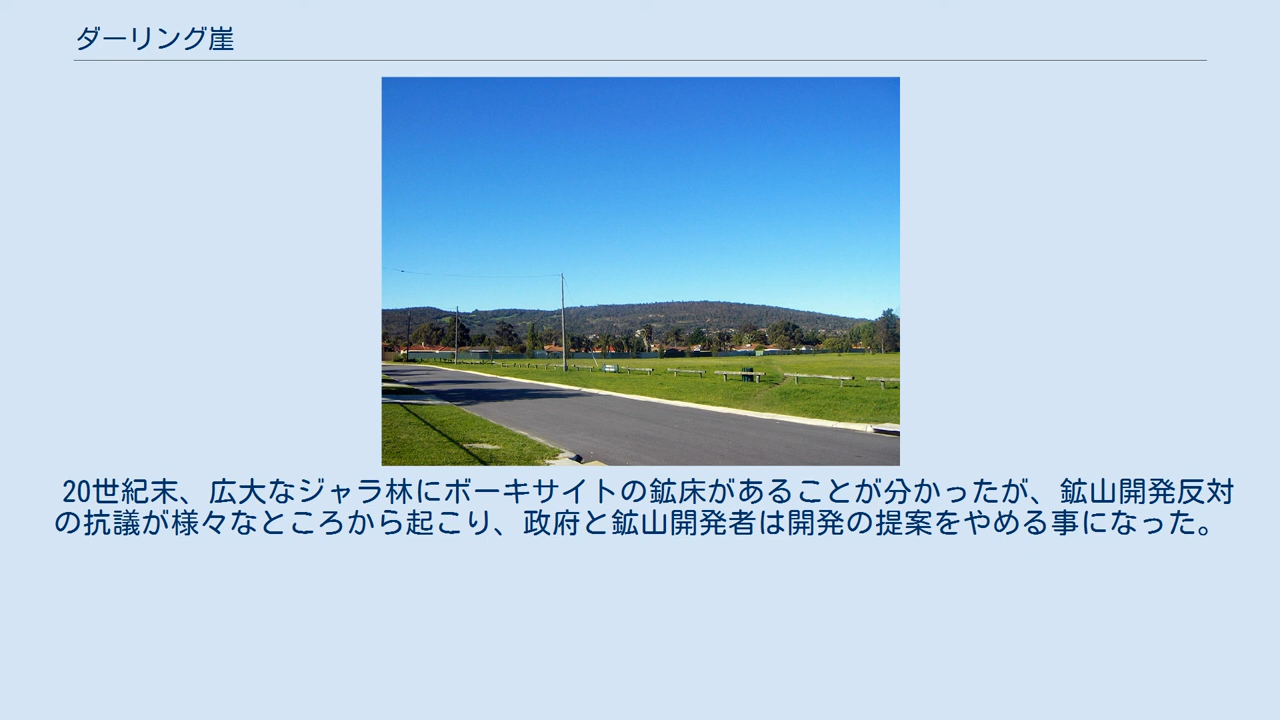 ダーリング崖
20世紀末、広大なジャラ林にボーキサイトの鉱床があることが分かったが、鉱山開発反対
の抗議が様々なところから起こり、政府と鉱山開発者は開発の提案をやめる事になった。